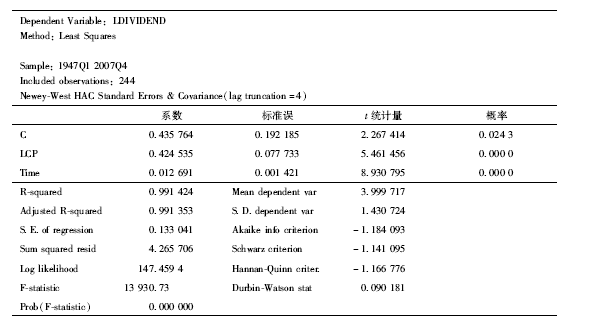 Dependent Variable: LDIVIDEND
Method: Least Squares
Sample: 1947Q1 2007Q4
Included observations: 244
Newey-West HAC Standard Errors & Covariance(lag truncation=4)
系数 标准误 t 统计量 概率
C 0.435 764 0.192 185 2.267 414 0.024 3
LCP 0.424 535 0.077 733 5.461 456 0.000 0
Time 0.012 691 0.001 421 8.930 795 0.000 0
R-squared 0.991 424 Mean dependent var 3.999 717
Adjusted R-squared 0.991 353 S. D. dependent var 1.430 724
S. E. of regression 0.133 041 Akaike info criterion -1.184 093
Sum squared resid 4.265 706 Schwarz criterion -1.141 095
Log likelihood 147.459 4 Hannan-Quinn criter. -1.166 776
F-statistic 13 930.73 Durbin-Watson stat 0.090 181
Prob(F-statistic) 0.000 000